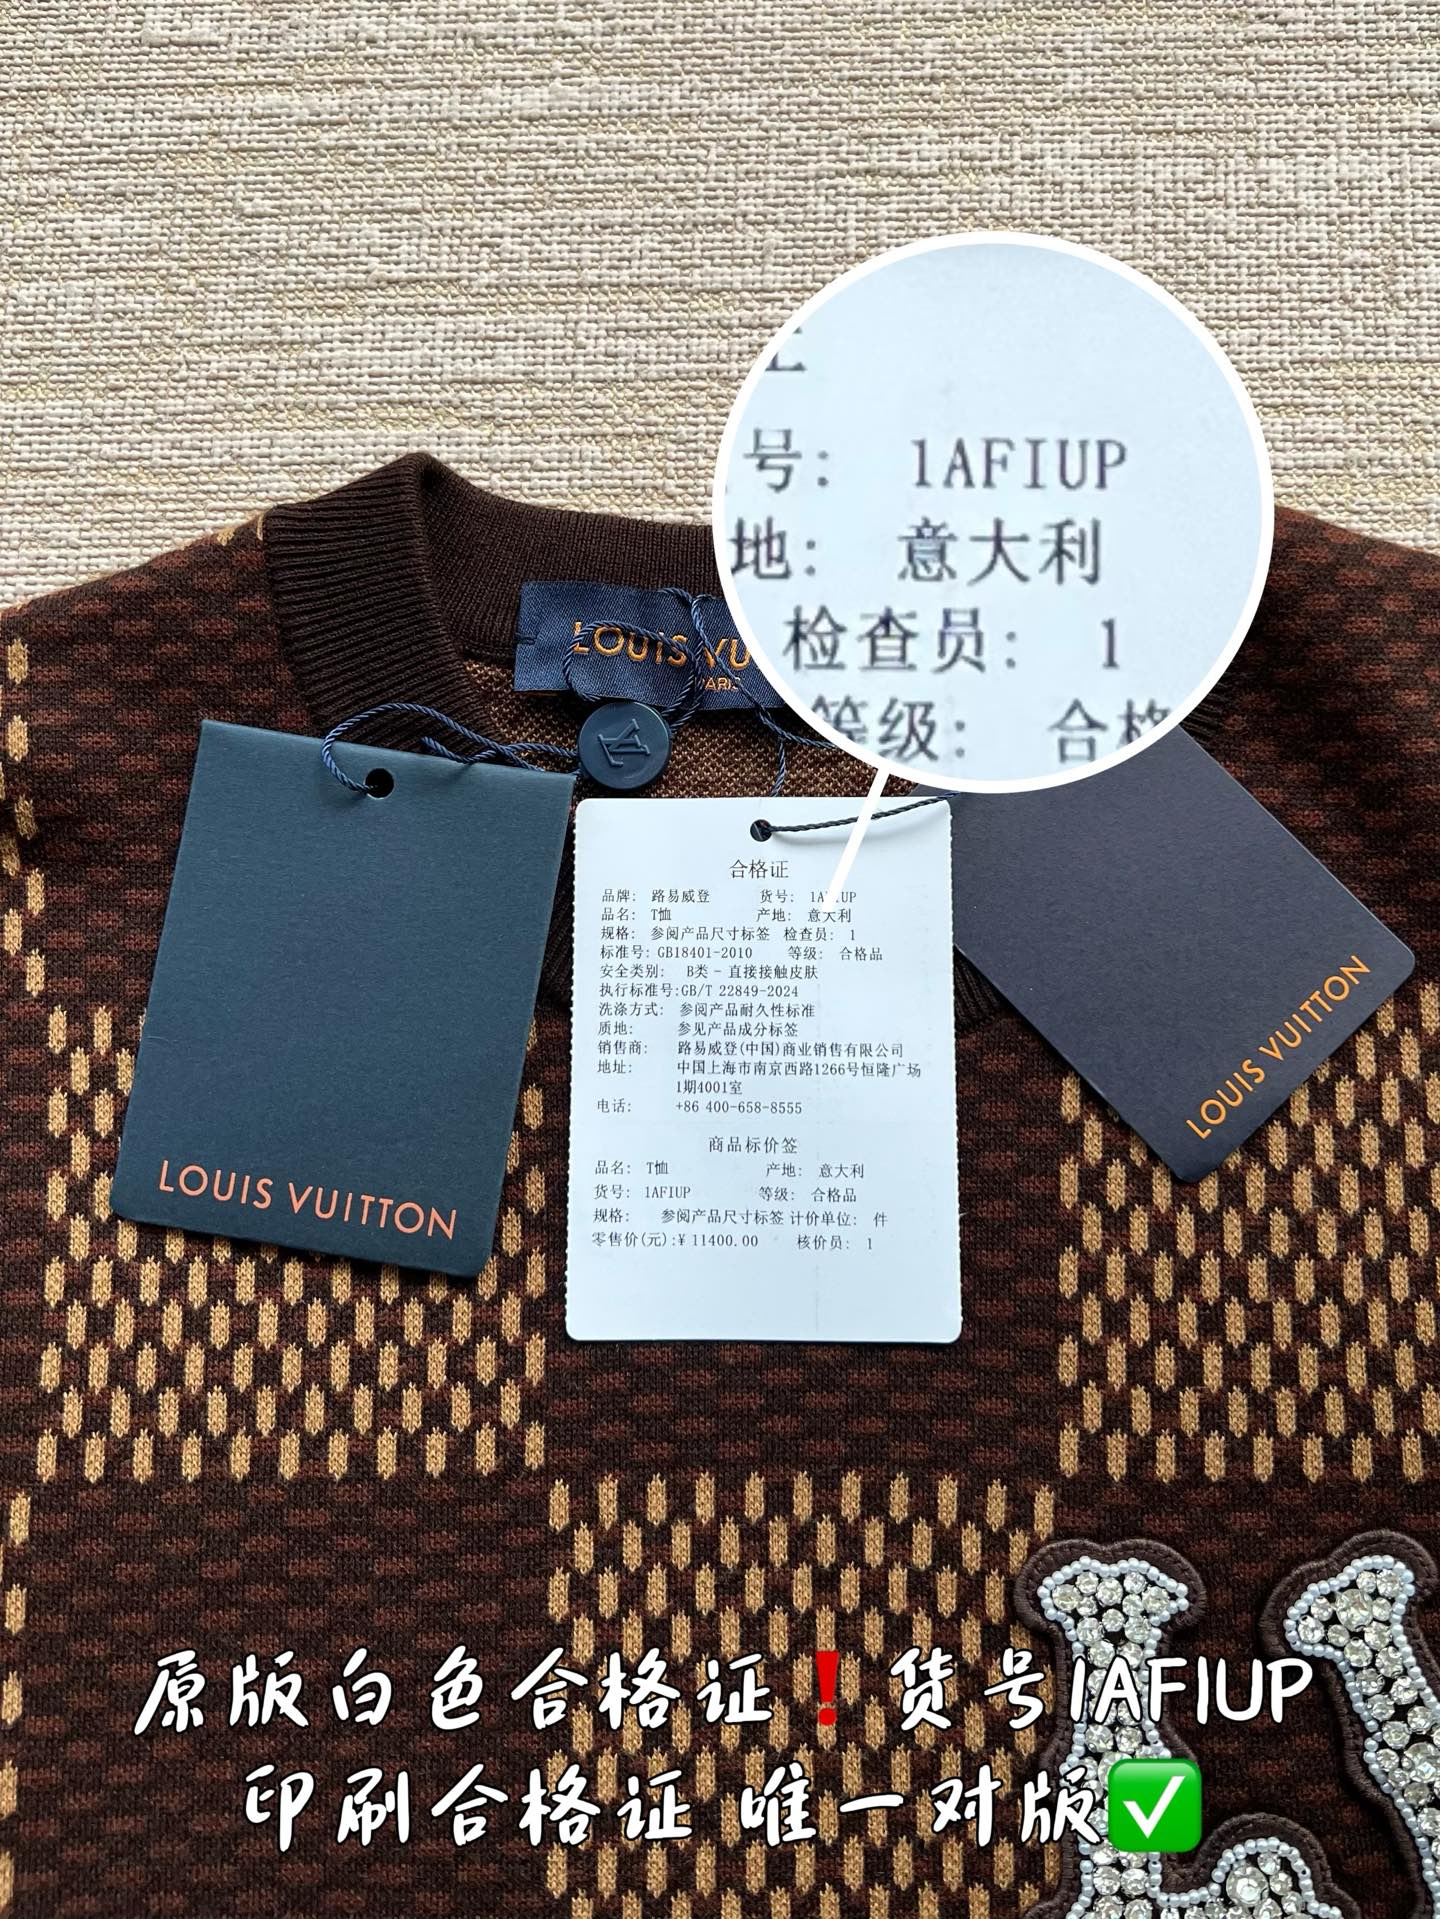 号: 1AFIUP
地: 意大利
检查员: 1
等级: 合格
LOUIS VU
PARIS
LOUIS VUITTON
LOUIS VUITTON
合格证
品牌: 路易威登 货号: 1A UP
品名: T恤 产地: 意大利
规格: 参阅产品尺寸标签 检查员: 1
标准号: GB18401-2010 等级: 合格品
安全类别: B类 - 直接接触皮肤
执行标准号:GB/T 22849-2024
洗涤方式: 参阅产品耐久性标准
质地: 参见产品成分标签
销售商: 路易威登(中国)商业销售有限公司
地址: 中国上海市南京西路1266号恒隆广场
1期4001室
电话: +86 400-658-8555
商品标价签
品名: T恤 产地: 意大利
货号: 1AFIUP 等级: 合格品
规格: 参阅产品尺寸标签 计价单位: 件
零售价(元):¥ 11400.00 核价员: 1
原版白色合格证❗货号1AFIUP
印刷合格证 唯一对版✅